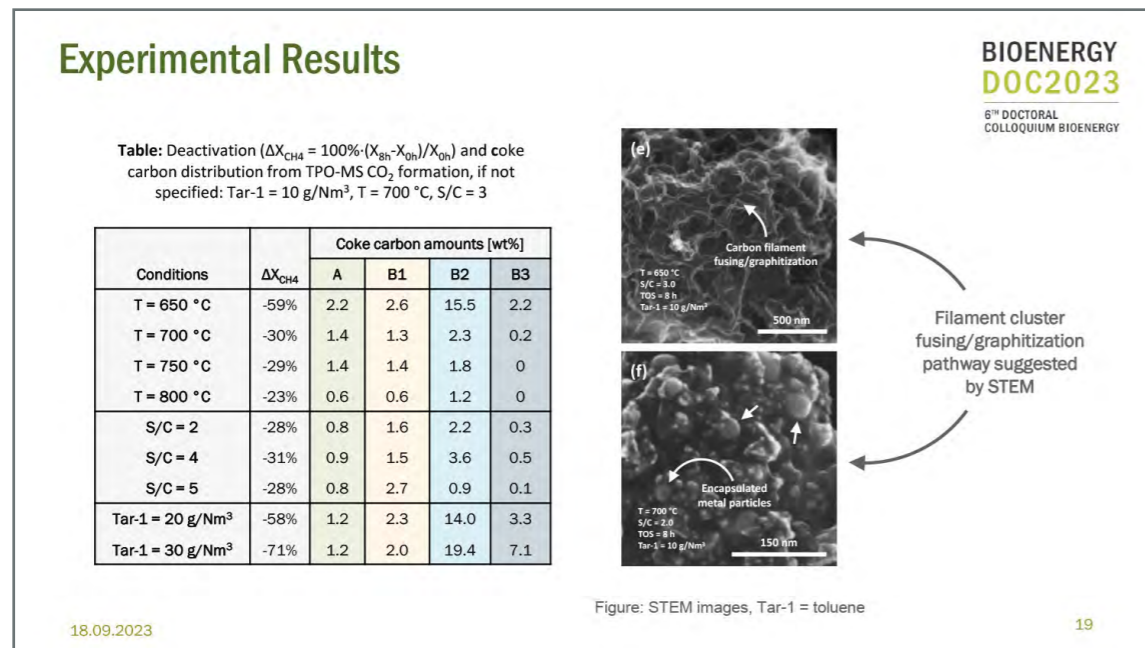 Experimental Results
BIOENERGY
DOC2023
6TH DOCTORAL
COLLOQUIUM BIOENERGY
Table: Deactivation (ΔX_CH4 = 100%·(X_8h-X_0h)/X_0h) and coke
carbon distribution from TPO-MS CO₂ formation, if not
specified: Tar-1 = 10 g/Nm³, T = 700 °C, S/C = 3
Coke carbon amounts [wt%]
Conditions ΔX_CH4 A B1 B2 B3
T = 650 °C -59% 2.2 2.6 15.5 2.2
T = 700 °C -30% 1.4 1.3 2.3 0.2
T = 750 °C -29% 1.4 1.4 1.8 0
T = 800 °C -23% 0.6 0.6 1.2 0
S/C = 2 -28% 0.8 1.6 2.2 0.3
S/C = 4 -31% 0.9 1.5 3.6 0.5
S/C = 5 -28% 0.8 2.7 0.9 0.1
Tar-1 = 20 g/Nm³ -58% 1.2 2.3 14.0 3.3
Tar-1 = 30 g/Nm³ -71% 1.2 2.0 19.4 7.1
(e)
Carbon filament
fusing/graphitization
T = 650 °C
S/C = 3.0
TOS = 8 h
Tar-1 = 10 g/Nm³
500 nm
(f)
Encapsulated
metal particles
T = 700 °C
S/C = 2.0
TOS = 8 h
Tar-1 = 10 g/Nm³
150 nm
Filament cluster
fusing/graphitization
pathway suggested
by STEM
Figure: STEM images, Tar-1 = toluene
18.09.2023
19